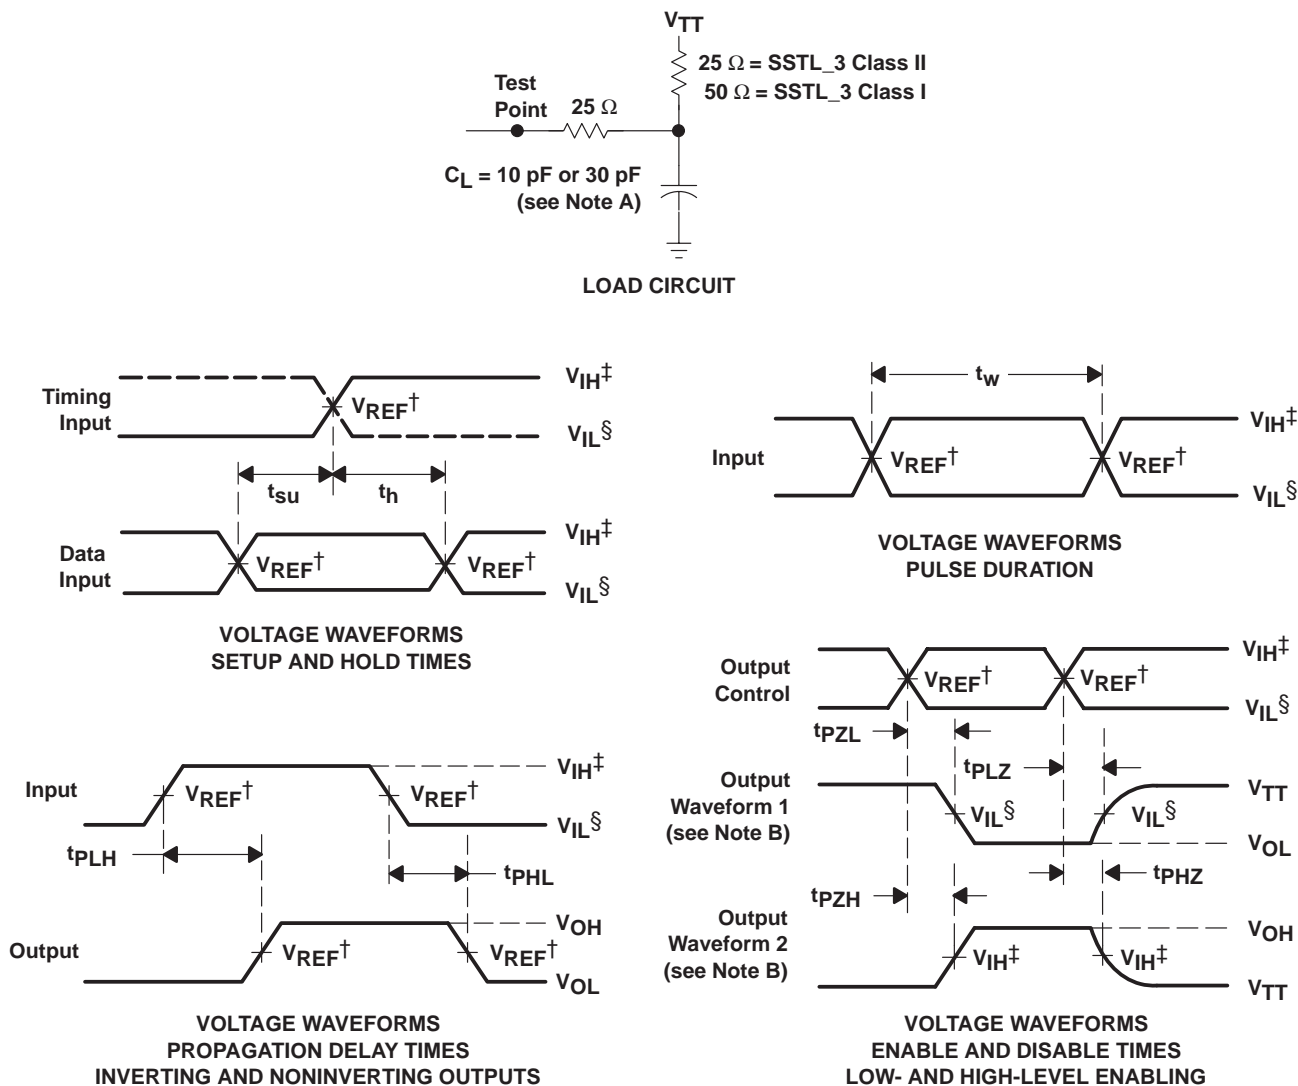 VTT
25 Ω = SSTL_3 Class II
50 Ω = SSTL_3 Class I
Test
Point
25 Ω
CL = 10 pF or 30 pF
(see Note A)
LOAD CIRCUIT
Timing
Input
VIH‡
VREF†
VIL§
tsu
th
Data
Input
VIH‡
VREF†
VREF†
VIL§
VOLTAGE WAVEFORMS
SETUP AND HOLD TIMES
tw
Input
VIH‡
VREF†
VREF†
VIL§
VOLTAGE WAVEFORMS
PULSE DURATION
Input
VIH‡
VREF†
VREF†
VIL§
tPLH
tPHL
Output
VOH
VREF†
VREF†
VOL
VOLTAGE WAVEFORMS
PROPAGATION DELAY TIMES
INVERTING AND NONINVERTING OUTPUTS
Output
Control
VIH‡
VREF†
VREF†
VIL§
tPZL
tPLZ
Output
Waveform 1
(see Note B)
VTT
VIL§
VIL§
VOL
tPZH
tPHZ
Output
Waveform 2
(see Note B)
VOH
VIH‡
VIH‡
VTT
VOLTAGE WAVEFORMS
ENABLE AND DISABLE TIMES
LOW- AND HIGH-LEVEL ENABLING